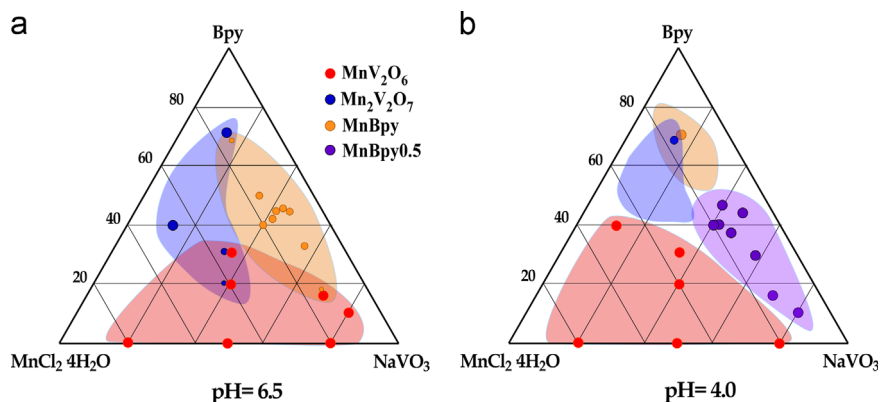 a
b
Bpy
Bpy
MnV₂O₆
Mn₂V₂O₇
MnBpy
MnBpy0.5
80
60
40
20
80
60
40
20
MnCl₂ 4H₂O
NaVO₃
MnCl₂ 4H₂O
NaVO₃
pH= 6.5
pH= 4.0